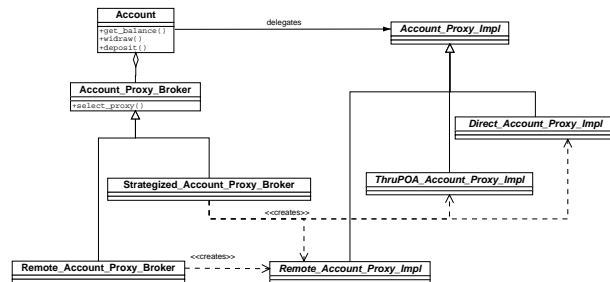 Account
+get_balance()
+widraw()
+deposit()
delegates
Account_Proxy_Impl
Account_Proxy_Broker
+select_proxy()
Direct_Account_Proxy_Impl
ThruPOA_Account_Proxy_Impl
Strategized_Account_Proxy_Broker
<<creates>>
<<creates>>
Remote_Account_Proxy_Broker
Remote_Account_Proxy_Impl